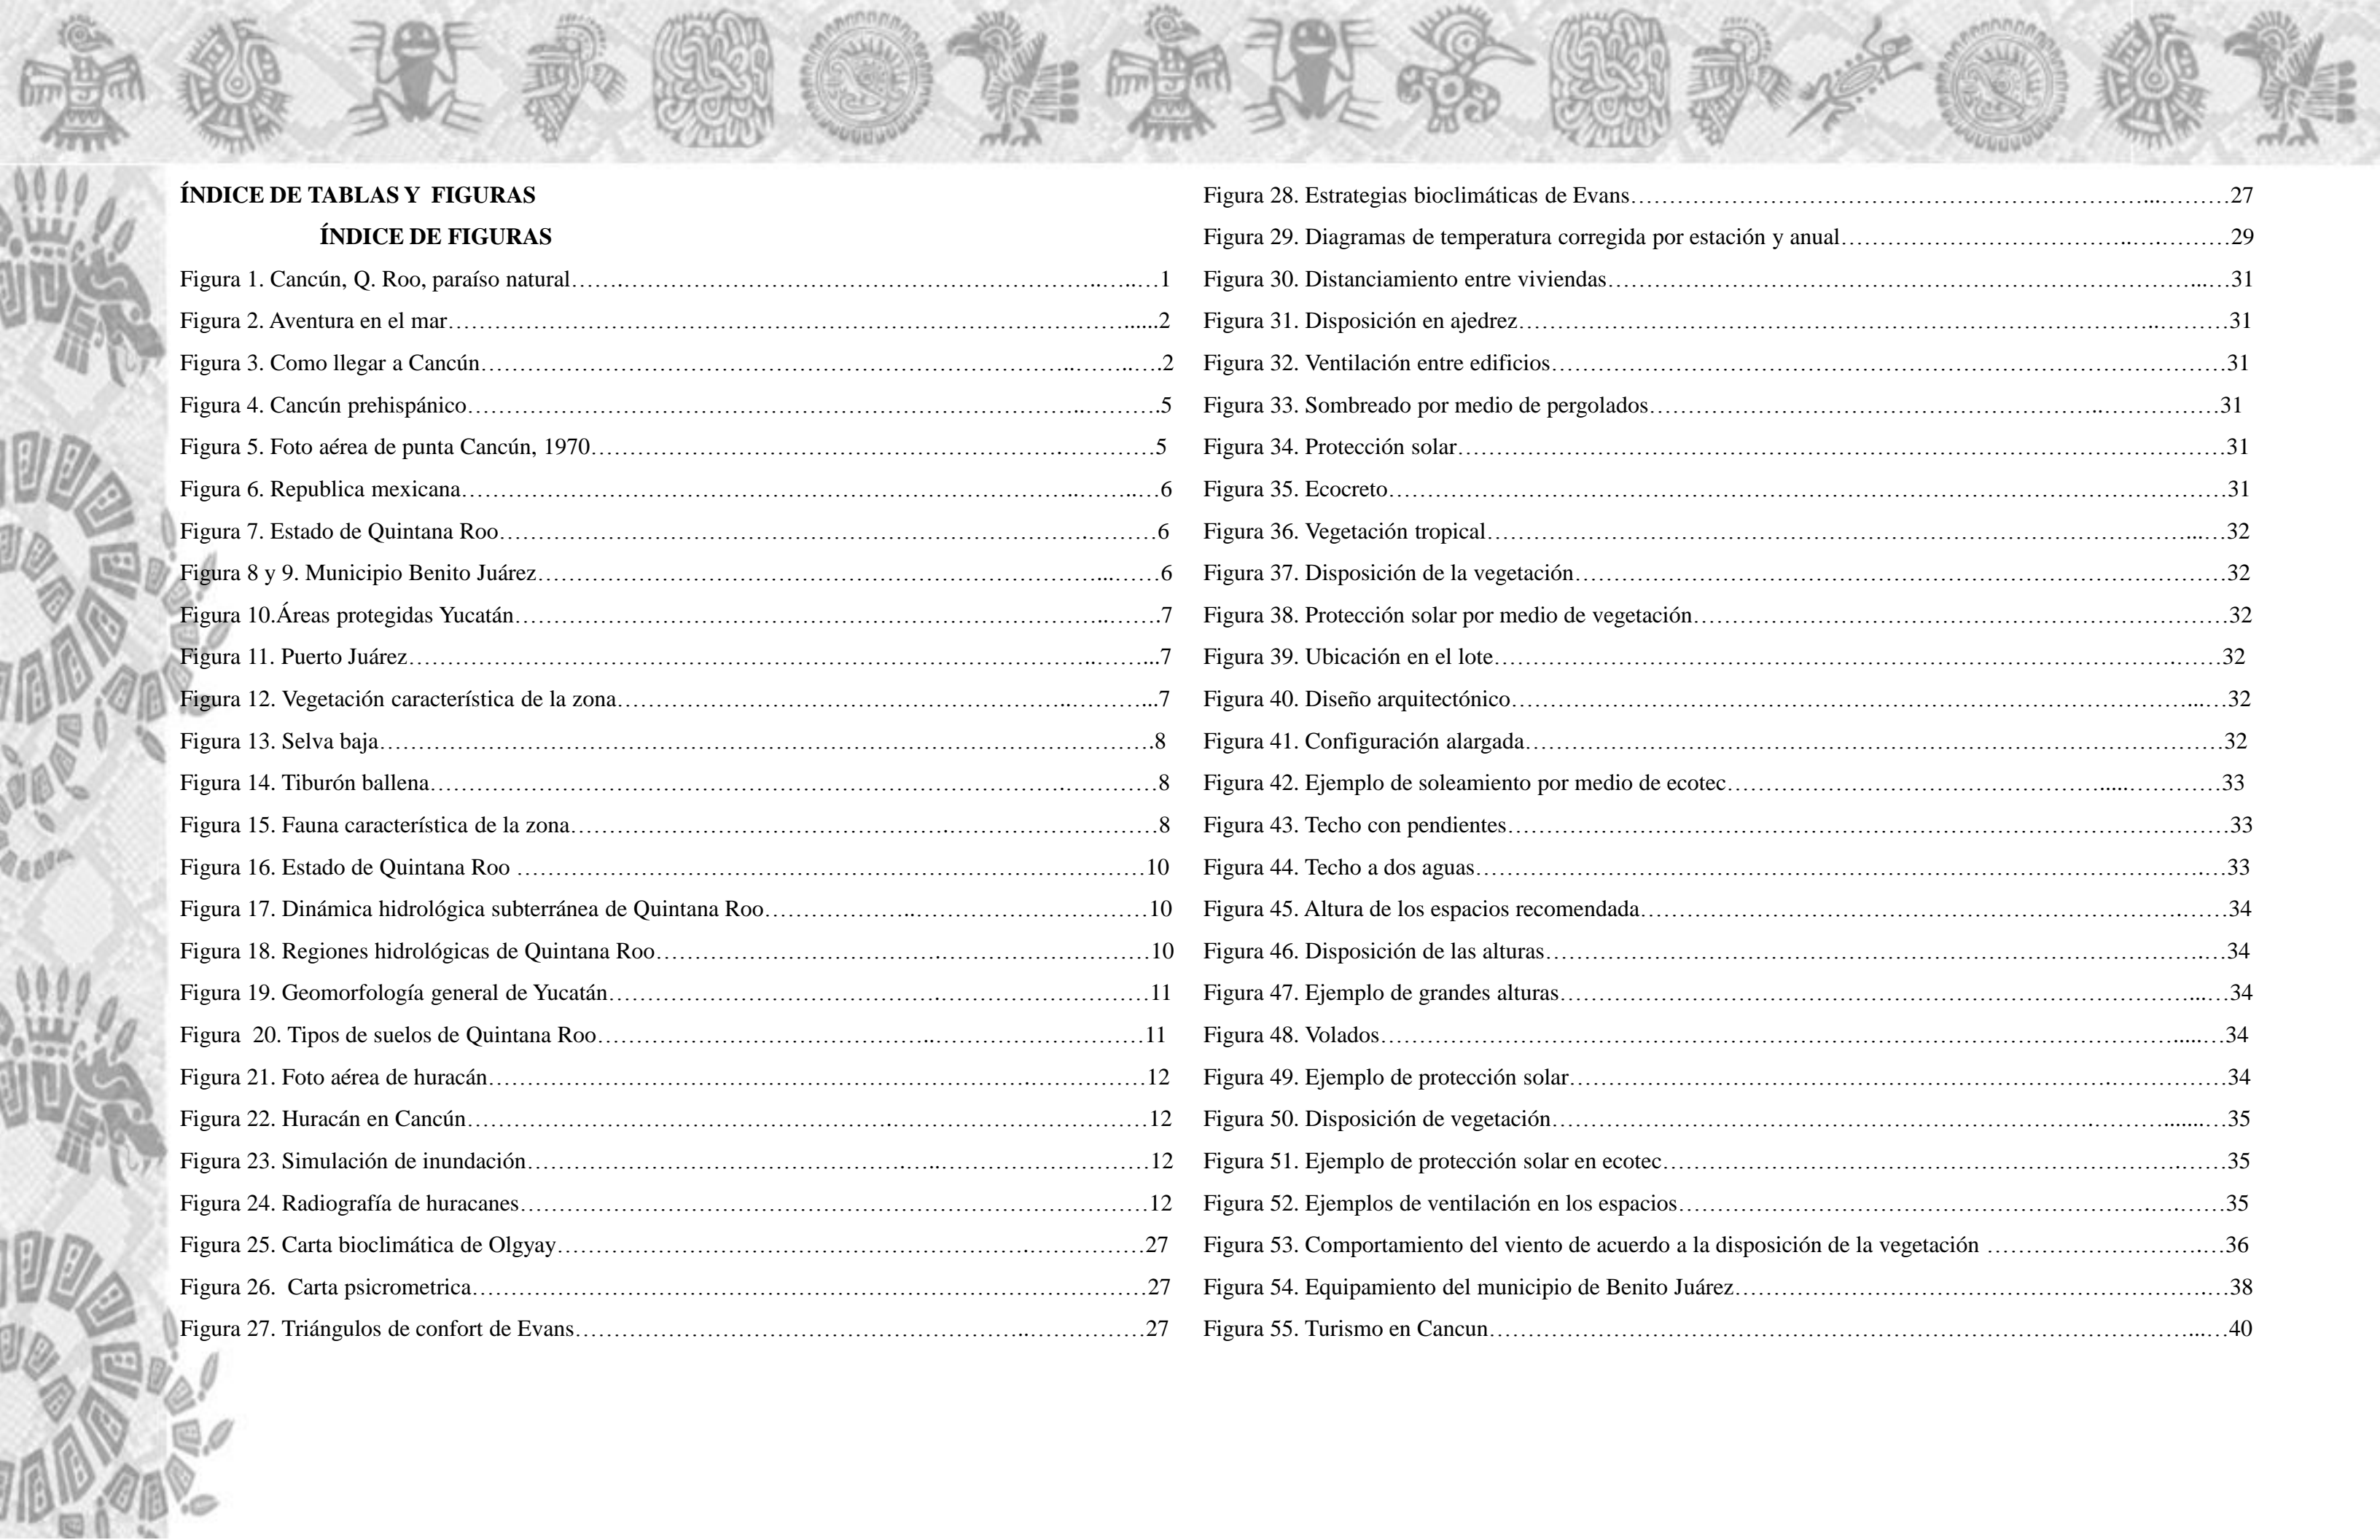 ÍNDICE DE TABLAS Y  FIGURAS
ÍNDICE DE FIGURAS
Figura 1. Cancún, Q. Roo, paraíso natural…………………………………………………………1
Figura 2. Aventura en el mar…………………………………………………………2
Figura 3. Como llegar a Cancún…………………………………………………………2
Figura 4. Cancún prehispánico…………………………………………………………5
Figura 5. Foto aérea de punta Cancún, 1970…………………………………………………………5
Figura 6. Republica mexicana…………………………………………………………6
Figura 7. Estado de Quintana Roo…………………………………………………………6
Figura 8 y 9. Municipio Benito Juárez…………………………………………………………6
Figura 10.Áreas protegidas Yucatán…………………………………………………………7
Figura 11. Puerto Juárez…………………………………………………………7
Figura 12. Vegetación característica de la zona…………………………………………………………7
Figura 13. Selva baja…………………………………………………………8
Figura 14. Tiburón ballena…………………………………………………………8
Figura 15. Fauna característica de la zona…………………………………………………………8
Figura 16. Estado de Quintana Roo …………………………………………………………10
Figura 17. Dinámica hidrológica subterránea de Quintana Roo…………………………………………………………10
Figura 18. Regiones hidrológicas de Quintana Roo…………………………………………………………10
Figura 19. Geomorfología general de Yucatán…………………………………………………………11
Figura  20. Tipos de suelos de Quintana Roo…………………………………………………………11
Figura 21. Foto aérea de huracán…………………………………………………………12
Figura 22. Huracán en Cancún…………………………………………………………12
Figura 23. Simulación de inundación…………………………………………………………12
Figura 24. Radiografía de huracanes…………………………………………………………12
Figura 25. Carta bioclimática de Olgyay…………………………………………………………27
Figura 26.  Carta psicrometrica…………………………………………………………27
Figura 27. Triángulos de confort de Evans…………………………………………………………27
Figura 28. Estrategias bioclimáticas de Evans…………………………………………………………27
Figura 29. Diagramas de temperatura corregida por estación y anual…………………………………………………………29
Figura 30. Distanciamiento entre viviendas…………………………………………………………31
Figura 31. Disposición en ajedrez…………………………………………………………31
Figura 32. Ventilación entre edificios…………………………………………………………31
Figura 33. Sombreado por medio de pergolados…………………………………………………………31
Figura 34. Protección solar…………………………………………………………31
Figura 35. Ecocreto…………………………………………………………31
Figura 36. Vegetación tropical…………………………………………………………32
Figura 37. Disposición de la vegetación…………………………………………………………32
Figura 38. Protección solar por medio de vegetación…………………………………………………………32
Figura 39. Ubicación en el lote…………………………………………………………32
Figura 40. Diseño arquitectónico…………………………………………………………32
Figura 41. Configuración alargada…………………………………………………………32
Figura 42. Ejemplo de soleamiento por medio de ecotec…………………………………………………………33
Figura 43. Techo con pendientes…………………………………………………………33
Figura 44. Techo a dos aguas…………………………………………………………33
Figura 45. Altura de los espacios recomendada…………………………………………………………34
Figura 46. Disposición de las alturas…………………………………………………………34
Figura 47. Ejemplo de grandes alturas…………………………………………………………34
Figura 48. Volados…………………………………………………………34
Figura 49. Ejemplo de protección solar…………………………………………………………34
Figura 50. Disposición de vegetación…………………………………………………………35
Figura 51. Ejemplo de protección solar en ecotec…………………………………………………………35
Figura 52. Ejemplos de ventilación en los espacios…………………………………………………………35
Figura 53. Comportamiento del viento de acuerdo a la disposición de la vegetación ……………………………36
Figura 54. Equipamiento del municipio de Benito Juárez…………………………………………………………38
Figura 55. Turismo en Cancun…………………………………………………………40